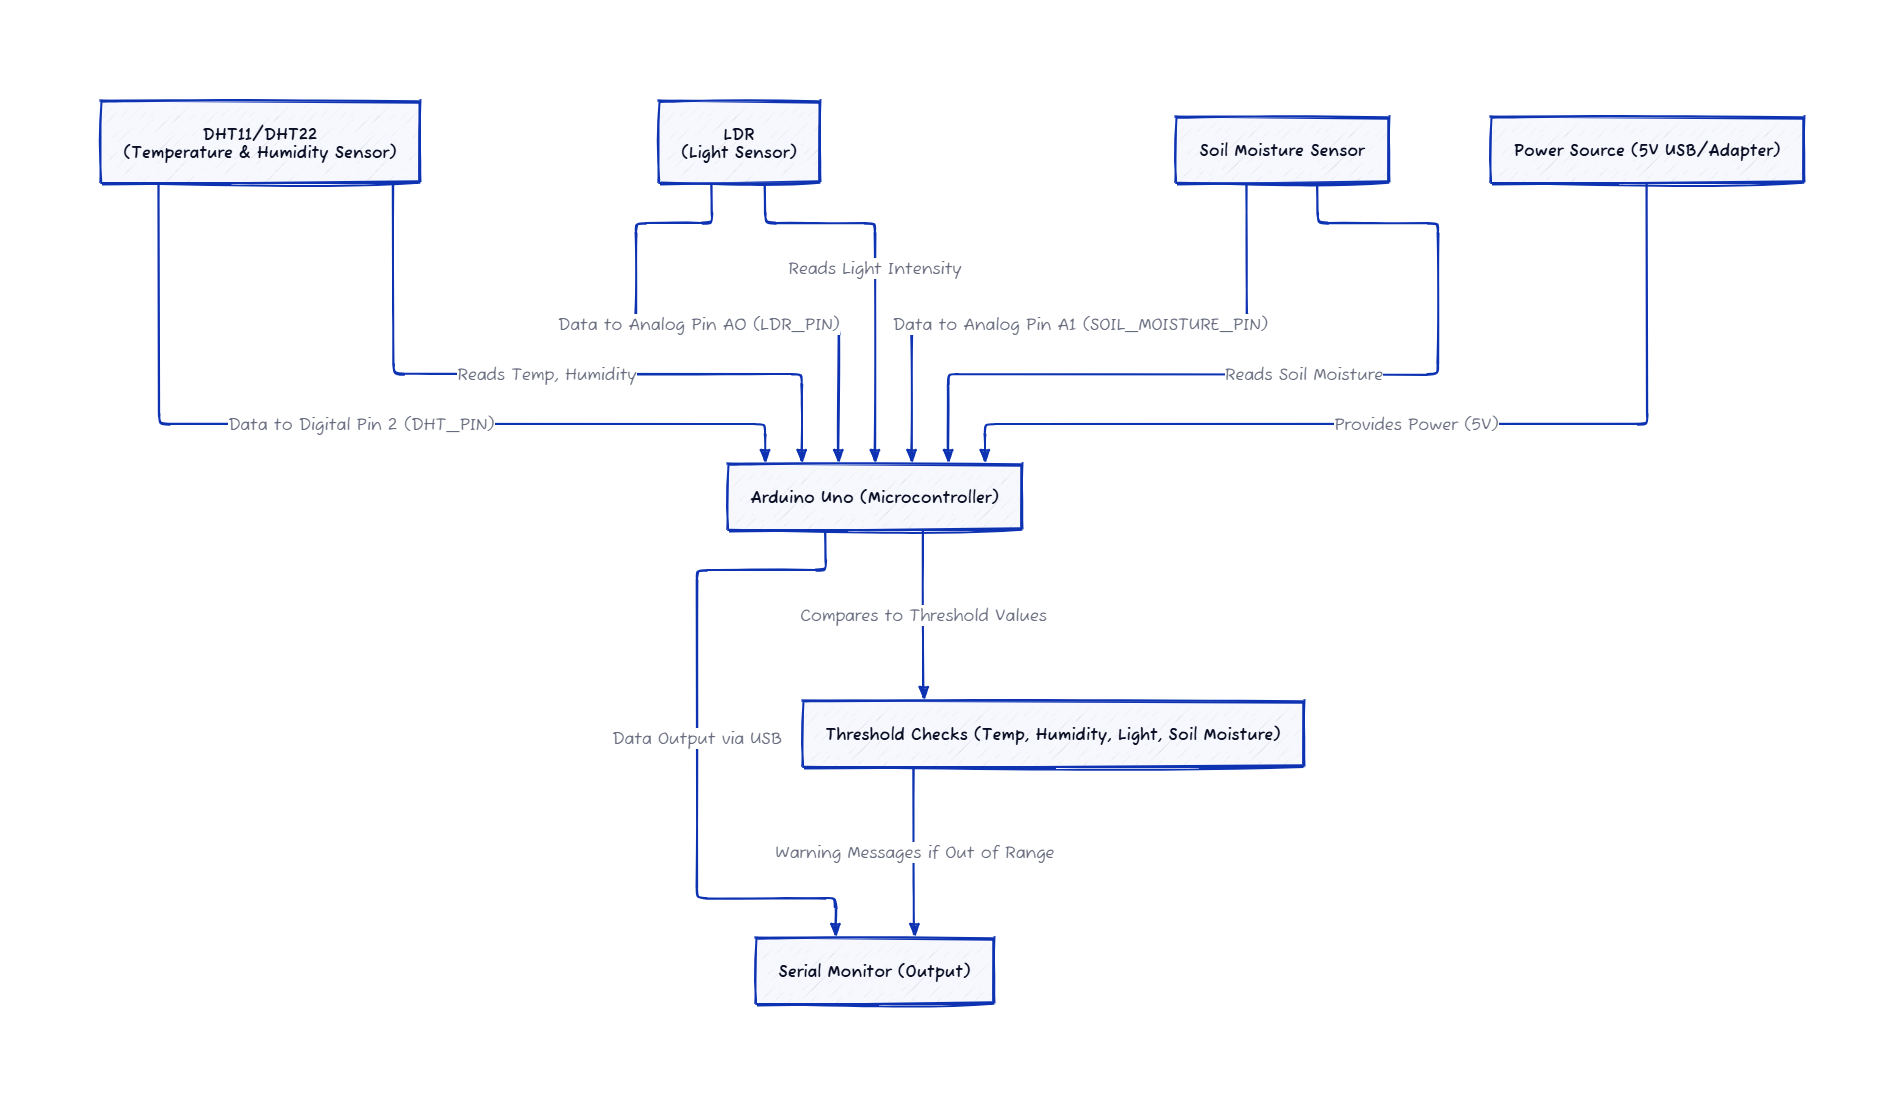 DHT11/DHT22
(Temperature & Humidity Sensor)
LDR
(Light Sensor)
Soil Moisture Sensor
Power Source (5V USB/Adapter)
Reads Light Intensity
Data to Analog Pin A0 (LDR_PIN)
Data to Analog Pin A1 (SOIL_MOISTURE_PIN)
Reads Temp, Humidity
Reads Soil Moisture
Data to Digital Pin 2 (DHT_PIN)
Provides Power (5V)
Arduino Uno (Microcontroller)
Compares to Threshold Values
Threshold Checks (Temp, Humidity, Light, Soil Moisture)
Data Output via USB
Warning Messages if Out of Range
Serial Monitor (Output)